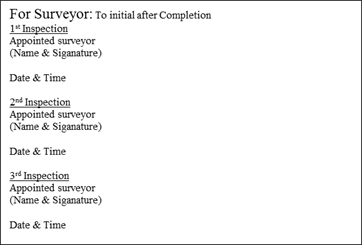 For Surveyor: To initial after Completion
1st Inspection
Appointed surveyor
(Name & Siganature)
Date & Time
2nd Inspection
Appointed surveyor
(Name & Siganature)
Date & Time
3rd Inspection
Appointed surveyor
(Name & Siganature)
Date & Time